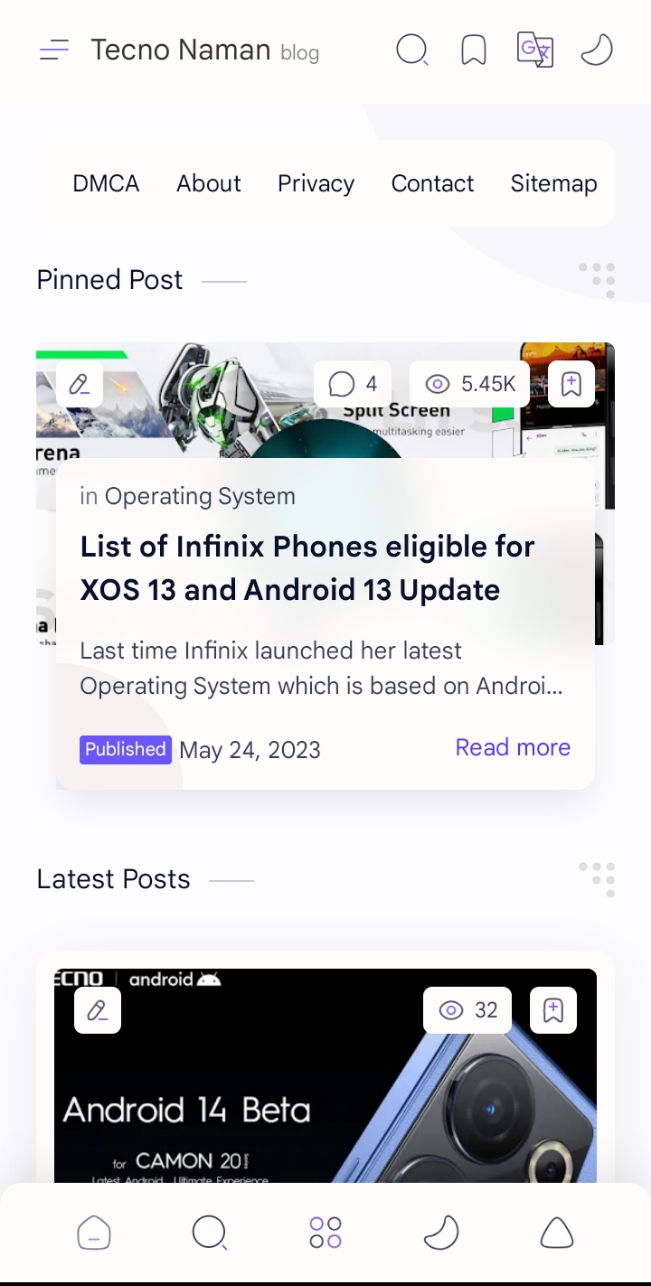 Tecno Naman blog
DMCA About Privacy Contact Sitemap
Pinned Post
4 5.45K
Split Screen
multitasking easier
rena
ame
in Operating System
List of Infinix Phones eligible for
XOS 13 and Android 13 Update
Last time Infinix launched her latest
Operating System which is based on Androi...
Published May 24, 2023 Read more
Latest Posts
ECNO android
32
Android 14 Beta
for CAMON 20 Series
Latest Android Ultimate Experience